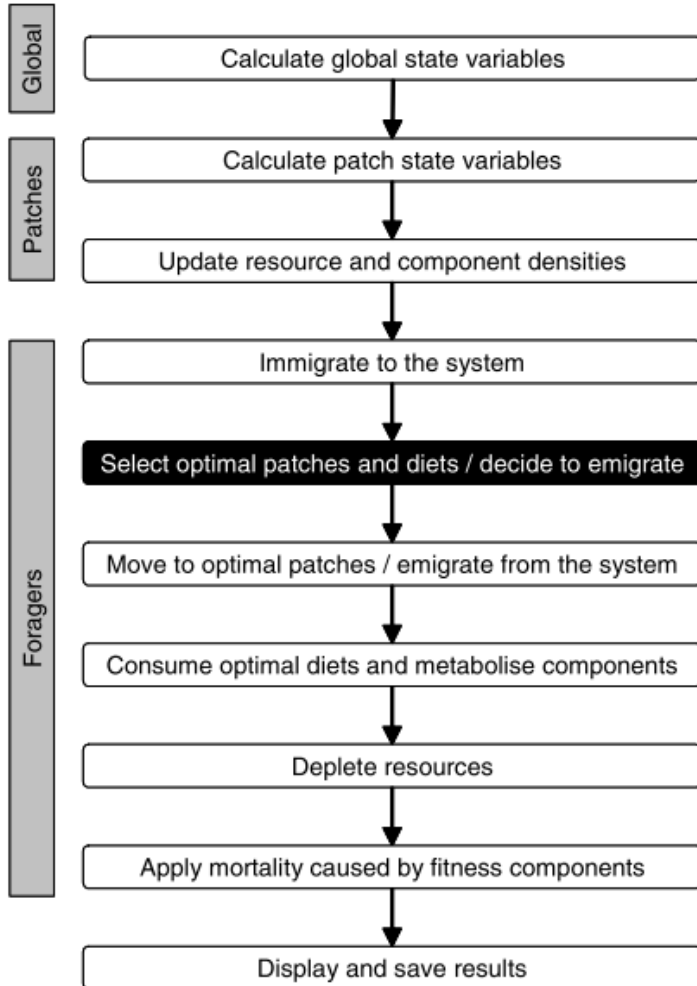 Global
Calculate global state variables
Patches
Calculate patch state variables
Update resource and component densities
Foragers
Immigrate to the system
Select optimal patches and diets / decide to emigrate
Move to optimal patches / emigrate from the system
Consume optimal diets and metabolise components
Deplete resources
Apply mortality caused by fitness components
Display and save results